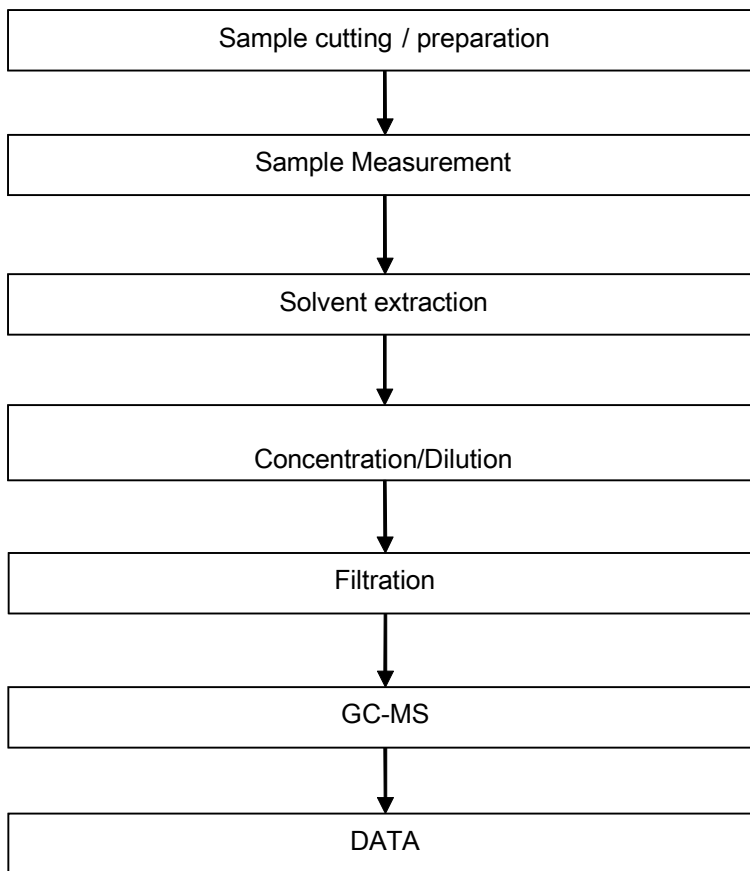 Sample cutting / preparation
Sample Measurement
Solvent extraction
Concentration/Dilution
Filtration
GC-MS
DATA